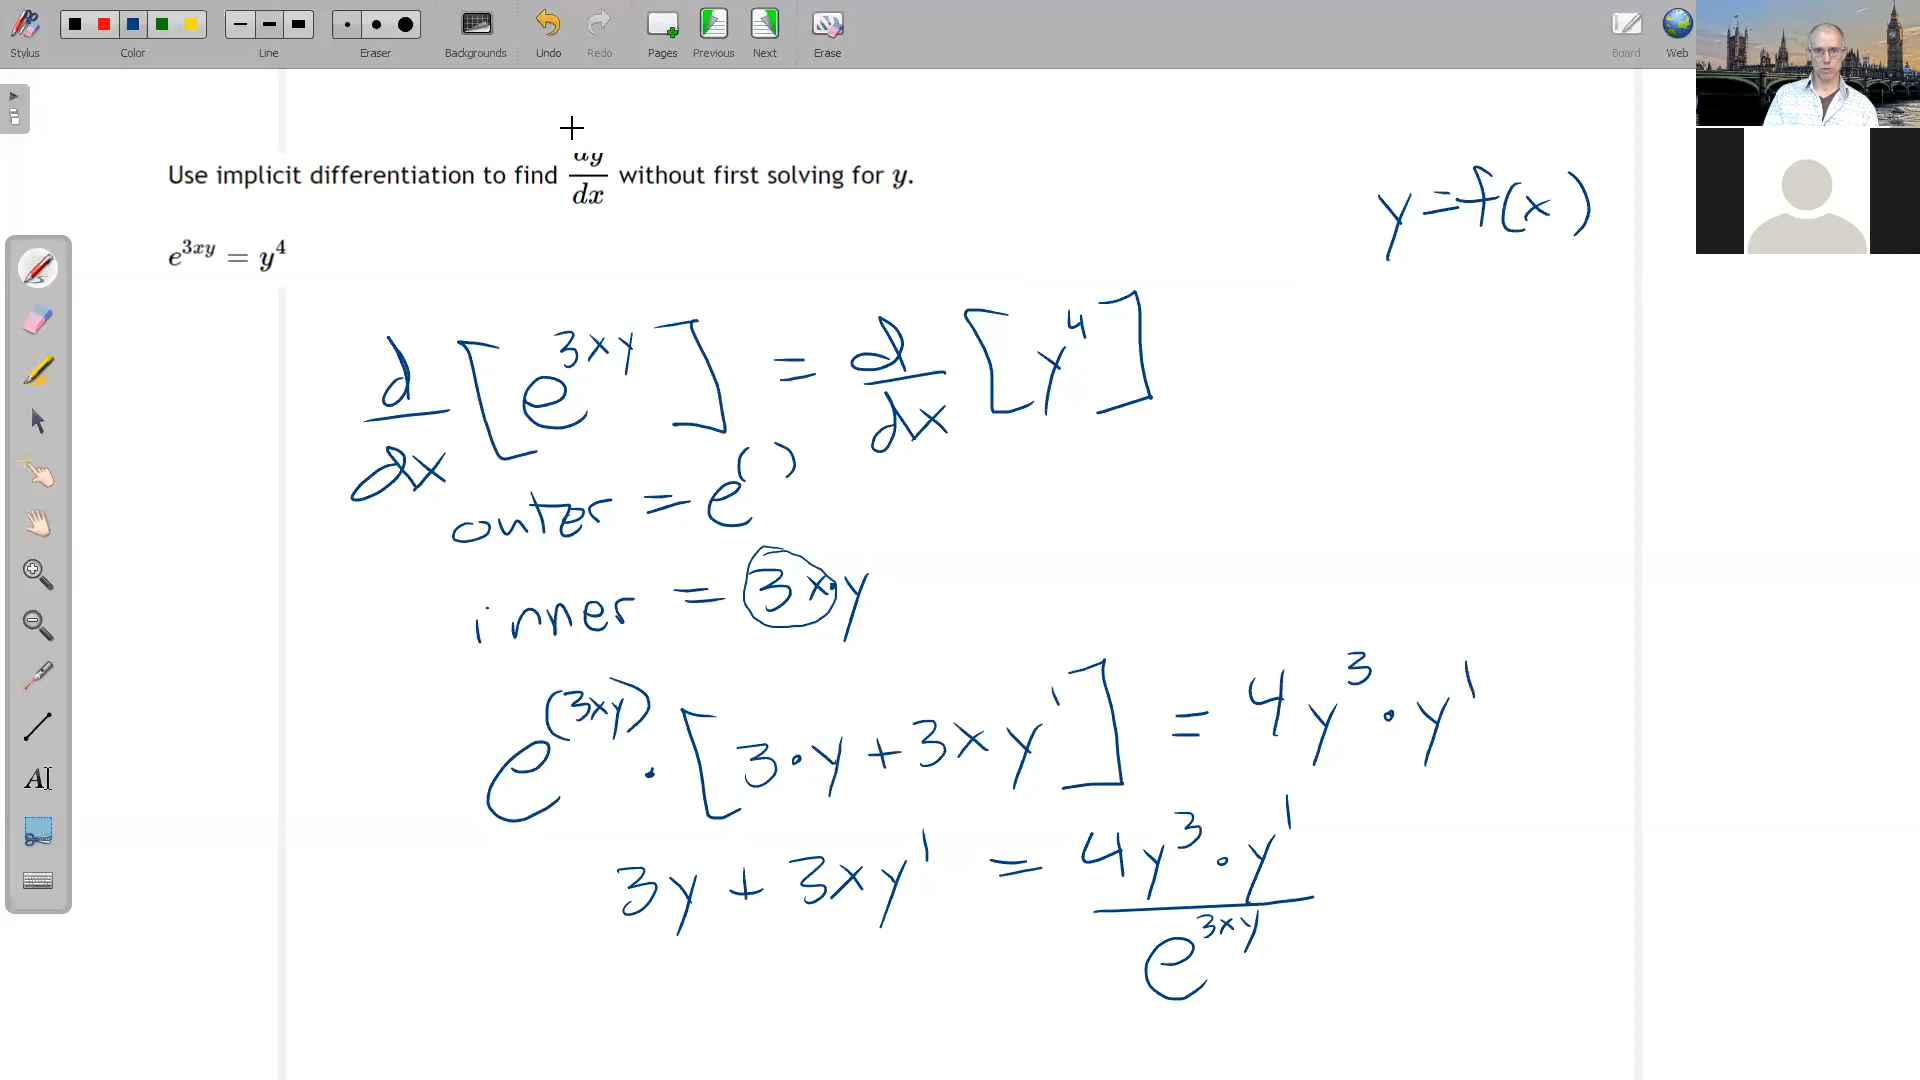 Stylus Color Line Eraser Backgrounds Undo Redo Pages Previous Next Erase Board Web
Use implicit differentiation to find dy/dx without first solving for y.
e^{3xy} = y^4
y = f(x)
d/dx [e^{3xy}] = d/dx [y^4]
outer = e^{( )}
inner = 3x·y
e^{(3xy)} · [3·y + 3xy'] = 4y^3 · y'
3y + 3xy' = 4y^3 · y' / e^{3xy}
AI